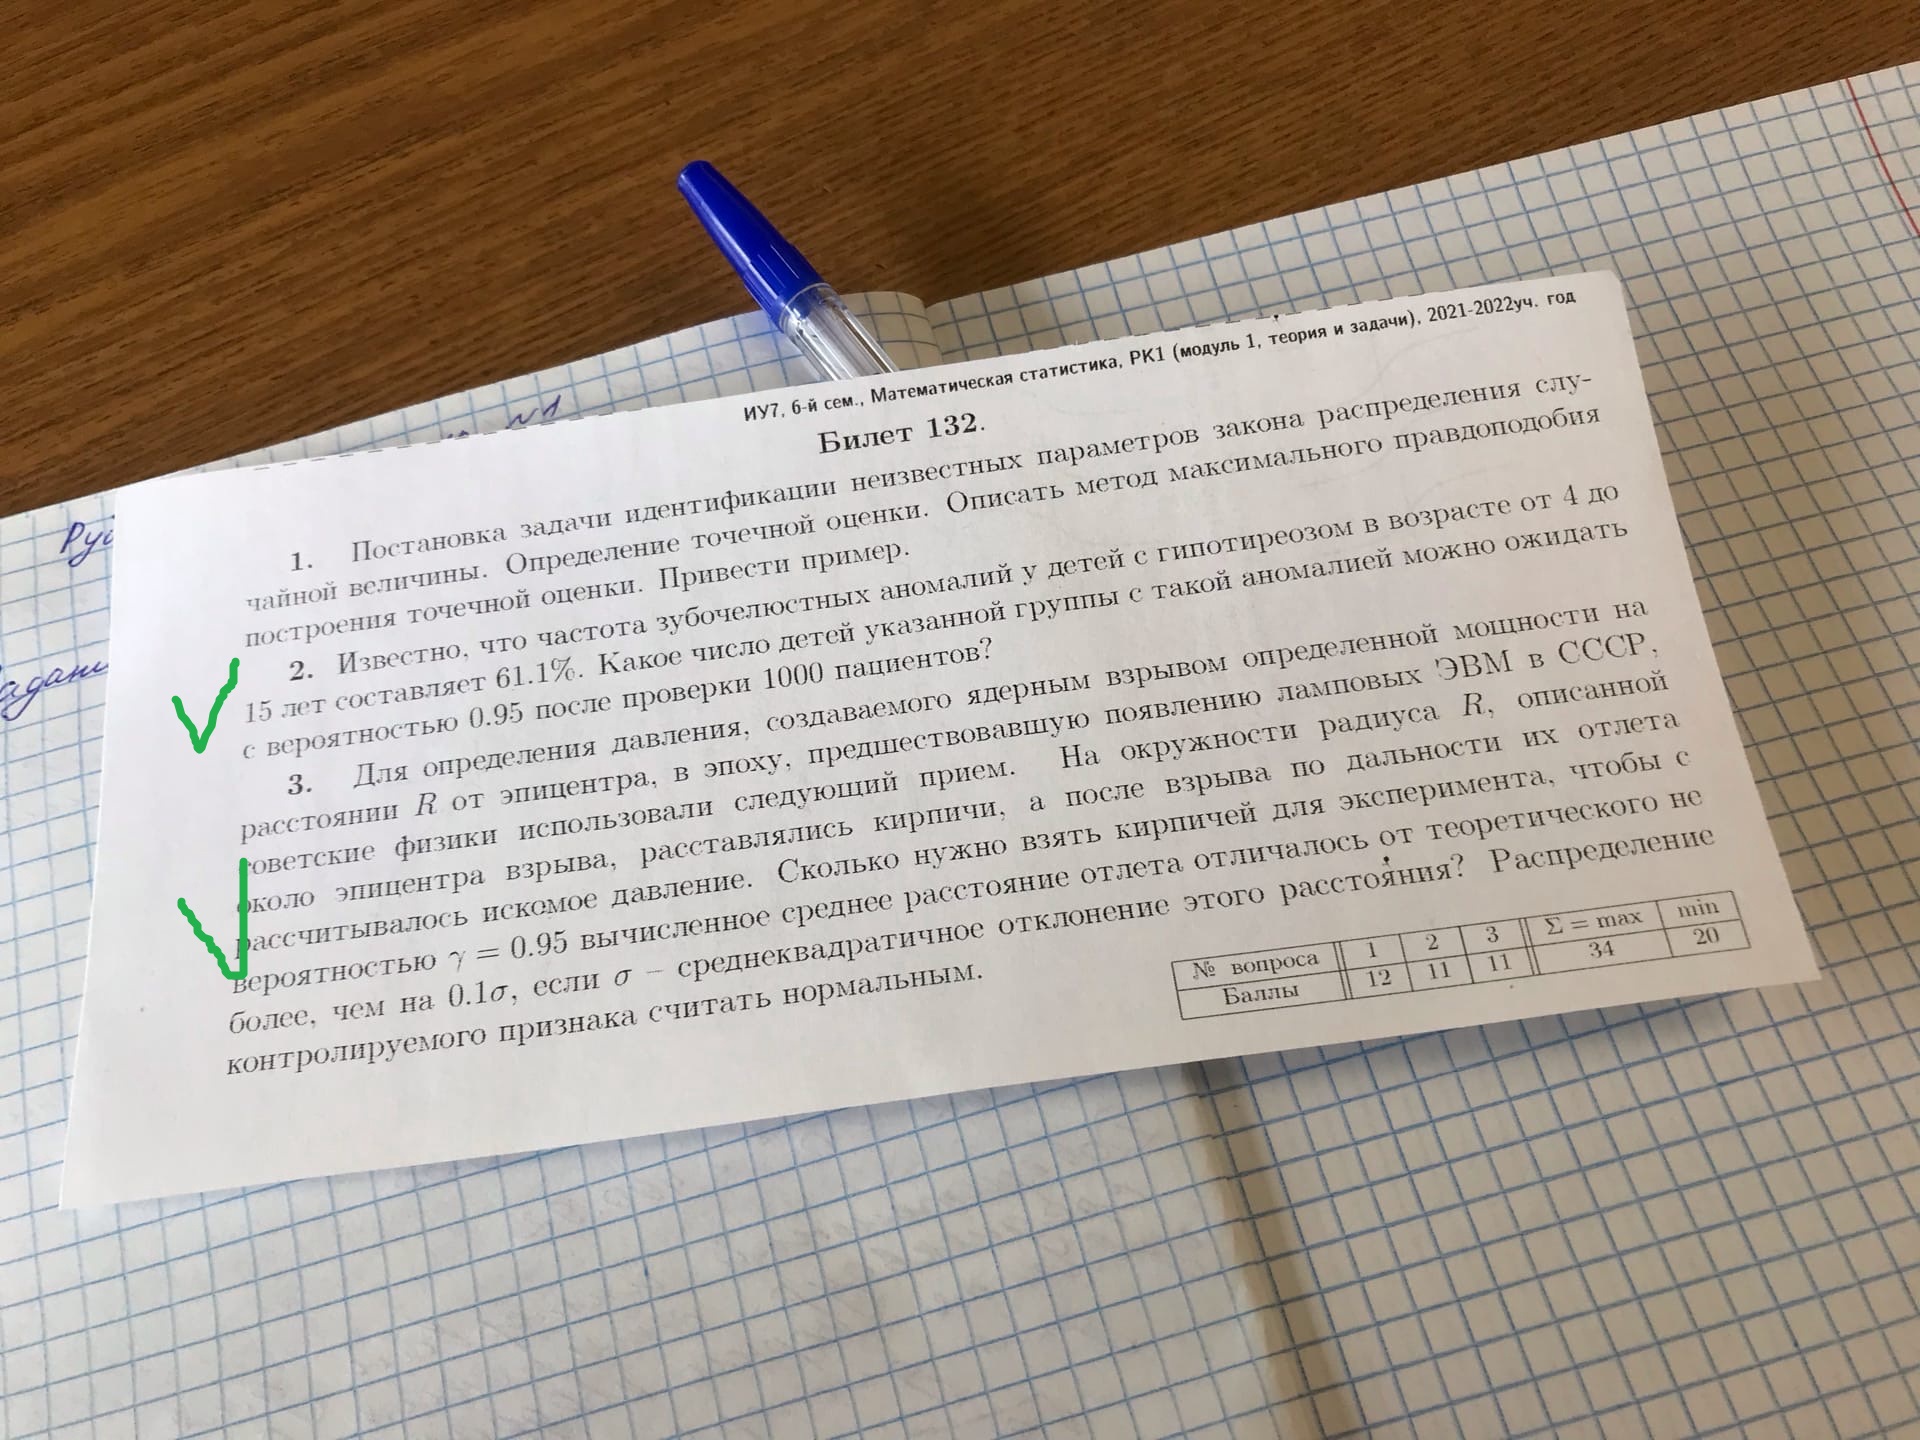 №1
ИУ7, 6-й сем., Математическая статистика, РК1 (модуль 1, теория и задачи), 2021-2022уч. год
Билет 132.
1. Постановка задачи идентификации неизвестных параметров закона распределения слу-
чайной величины. Определение точечной оценки. Описать метод максимального правдоподобия
построения точечной оценки. Привести пример.
2. Известно, что частота зубочелюстных аномалий у детей с гипотиреозом в возрасте от 4 до
15 лет составляет 61.1%. Какое число детей указанной группы с такой аномалией можно ожидать
с вероятностью 0.95 после проверки 1000 пациентов?
3. Для определения давления, создаваемого ядерным взрывом определенной мощности на
расстоянии R от эпицентра, в эпоху, предшествовавшую появлению ламповых ЭВМ в СССР,
советские физики использовали следующий прием. На окружности радиуса R, описанной
около эпицентра взрыва, расставлялись кирпичи, а после взрыва по дальности их отлета
рассчитывалось искомое давление. Сколько нужно взять кирпичей для эксперимента, чтобы с
вероятностью γ = 0.95 вычисленное среднее расстояние отлета отличалось от теоретического не
более, чем на 0.1σ, если σ – среднеквадратичное отклонение этого расстояния? Распределение
контролируемого признака считать нормальным.
№ вопроса 1 2 3 Σ = max min
Баллы 12 11 11 34 20